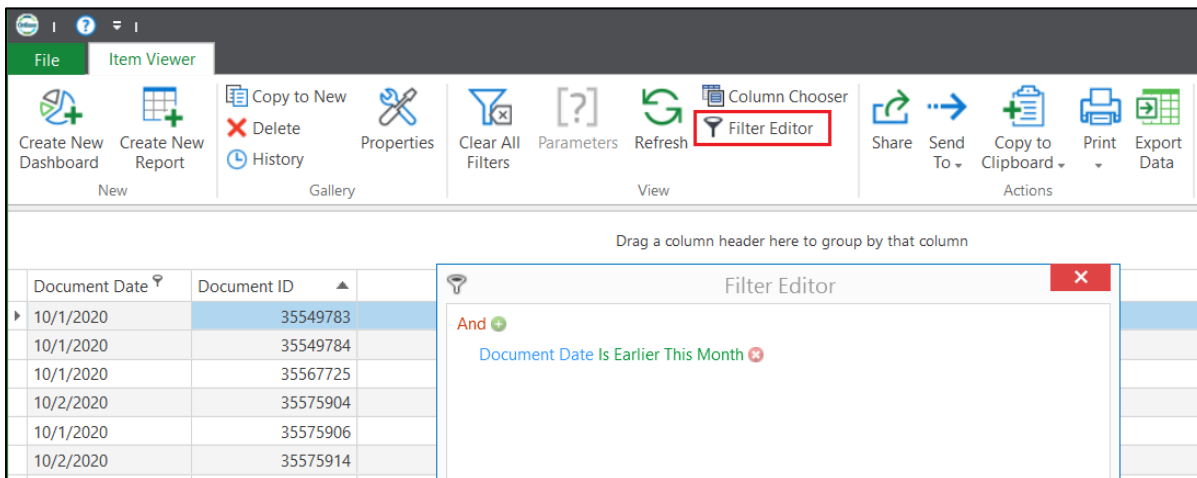 File
Item Viewer
Create New
Dashboard
Create New
Report
New
Copy to New
Delete
History
Properties
Gallery
Clear All
Filters
Parameters
[?]
Refresh
Column Chooser
Filter Editor
View
Share
Send
To
Copy to
Clipboard
Print
Export
Data
Actions
Drag a column header here to group by that column
Document Date
Document ID
10/1/2020 35549783
10/1/2020 35549784
10/1/2020 35567725
10/2/2020 35575904
10/1/2020 35575906
10/2/2020 35575914
Filter Editor
And
Document Date Is Earlier This Month